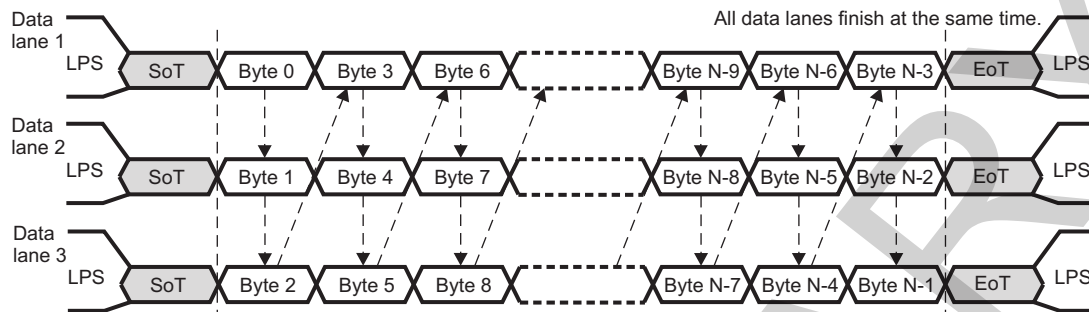 All data lanes finish at the same time.
Data
lane 1
LPS SoT Byte 0 Byte 3 Byte 6 Byte N-9 Byte N-6 Byte N-3 EoT LPS
Data
lane 2
LPS SoT Byte 1 Byte 4 Byte 7 Byte N-8 Byte N-5 Byte N-2 EoT LPS
Data
lane 3
LPS SoT Byte 2 Byte 5 Byte 8 Byte N-7 Byte N-4 Byte N-1 EoT LPS